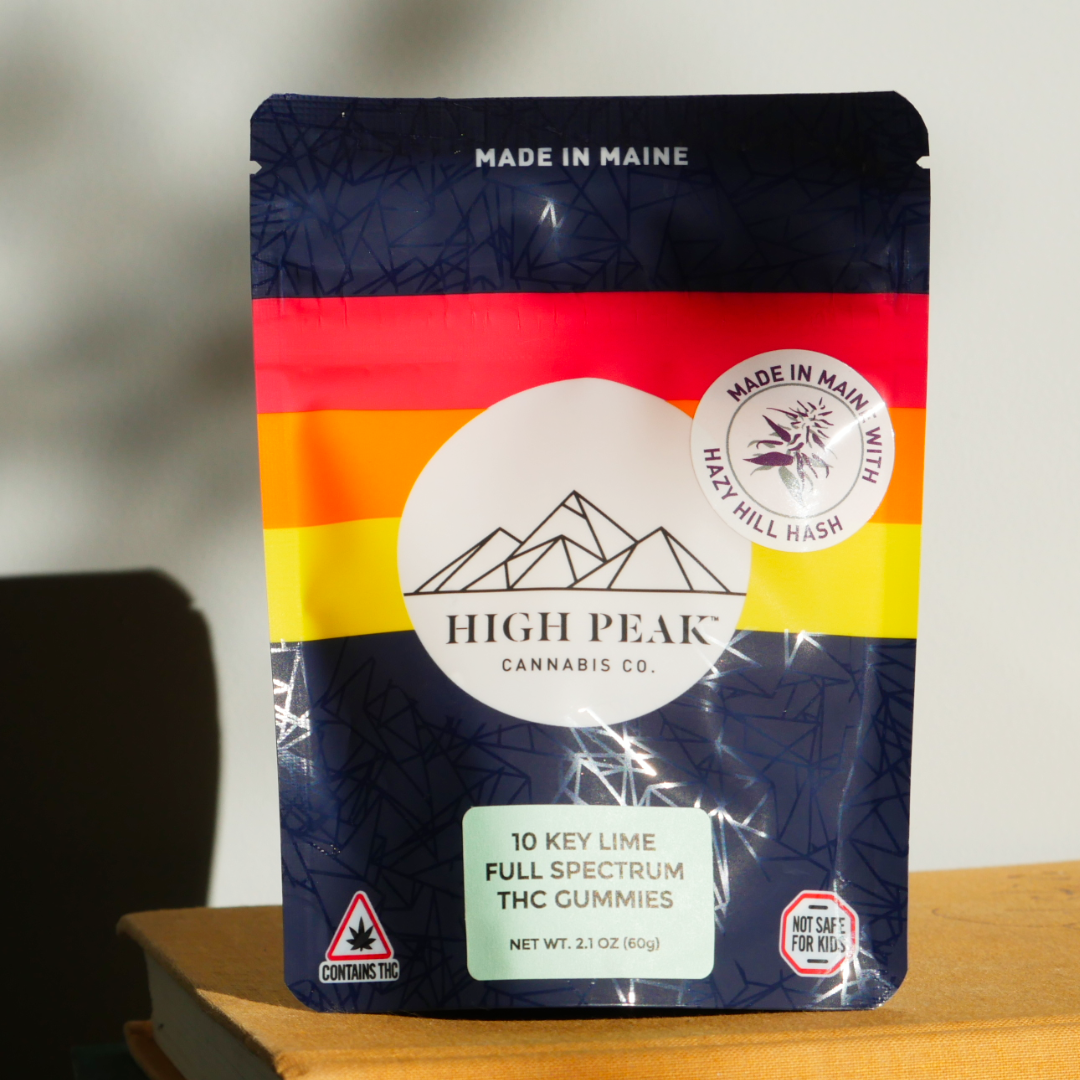 MADE IN MAINE
MADE IN MAINE WITH
HAZY HILL HASH
HIGH PEAK™
CANNABIS CO.
10 KEY LIME
FULL SPECTRUM
THC GUMMIES
NET WT. 2.1 OZ (60g)
CONTAINS THC
NOT SAFE
FOR KIDS